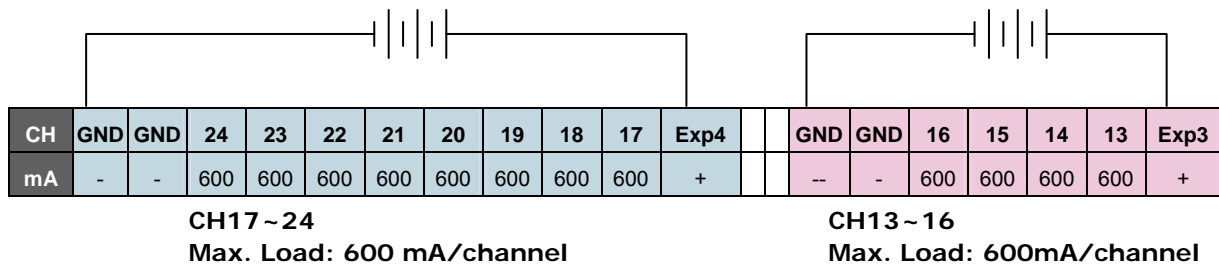 CH GND GND 24 23 22 21 20 19 18 17 Exp4 GND GND 16 15 14 13 Exp3
mA - - 600 600 600 600 600 600 600 600 + -- - 600 600 600 600 +
CH17~24 CH13~16
Max. Load: 600 mA/channel Max. Load: 600mA/channel